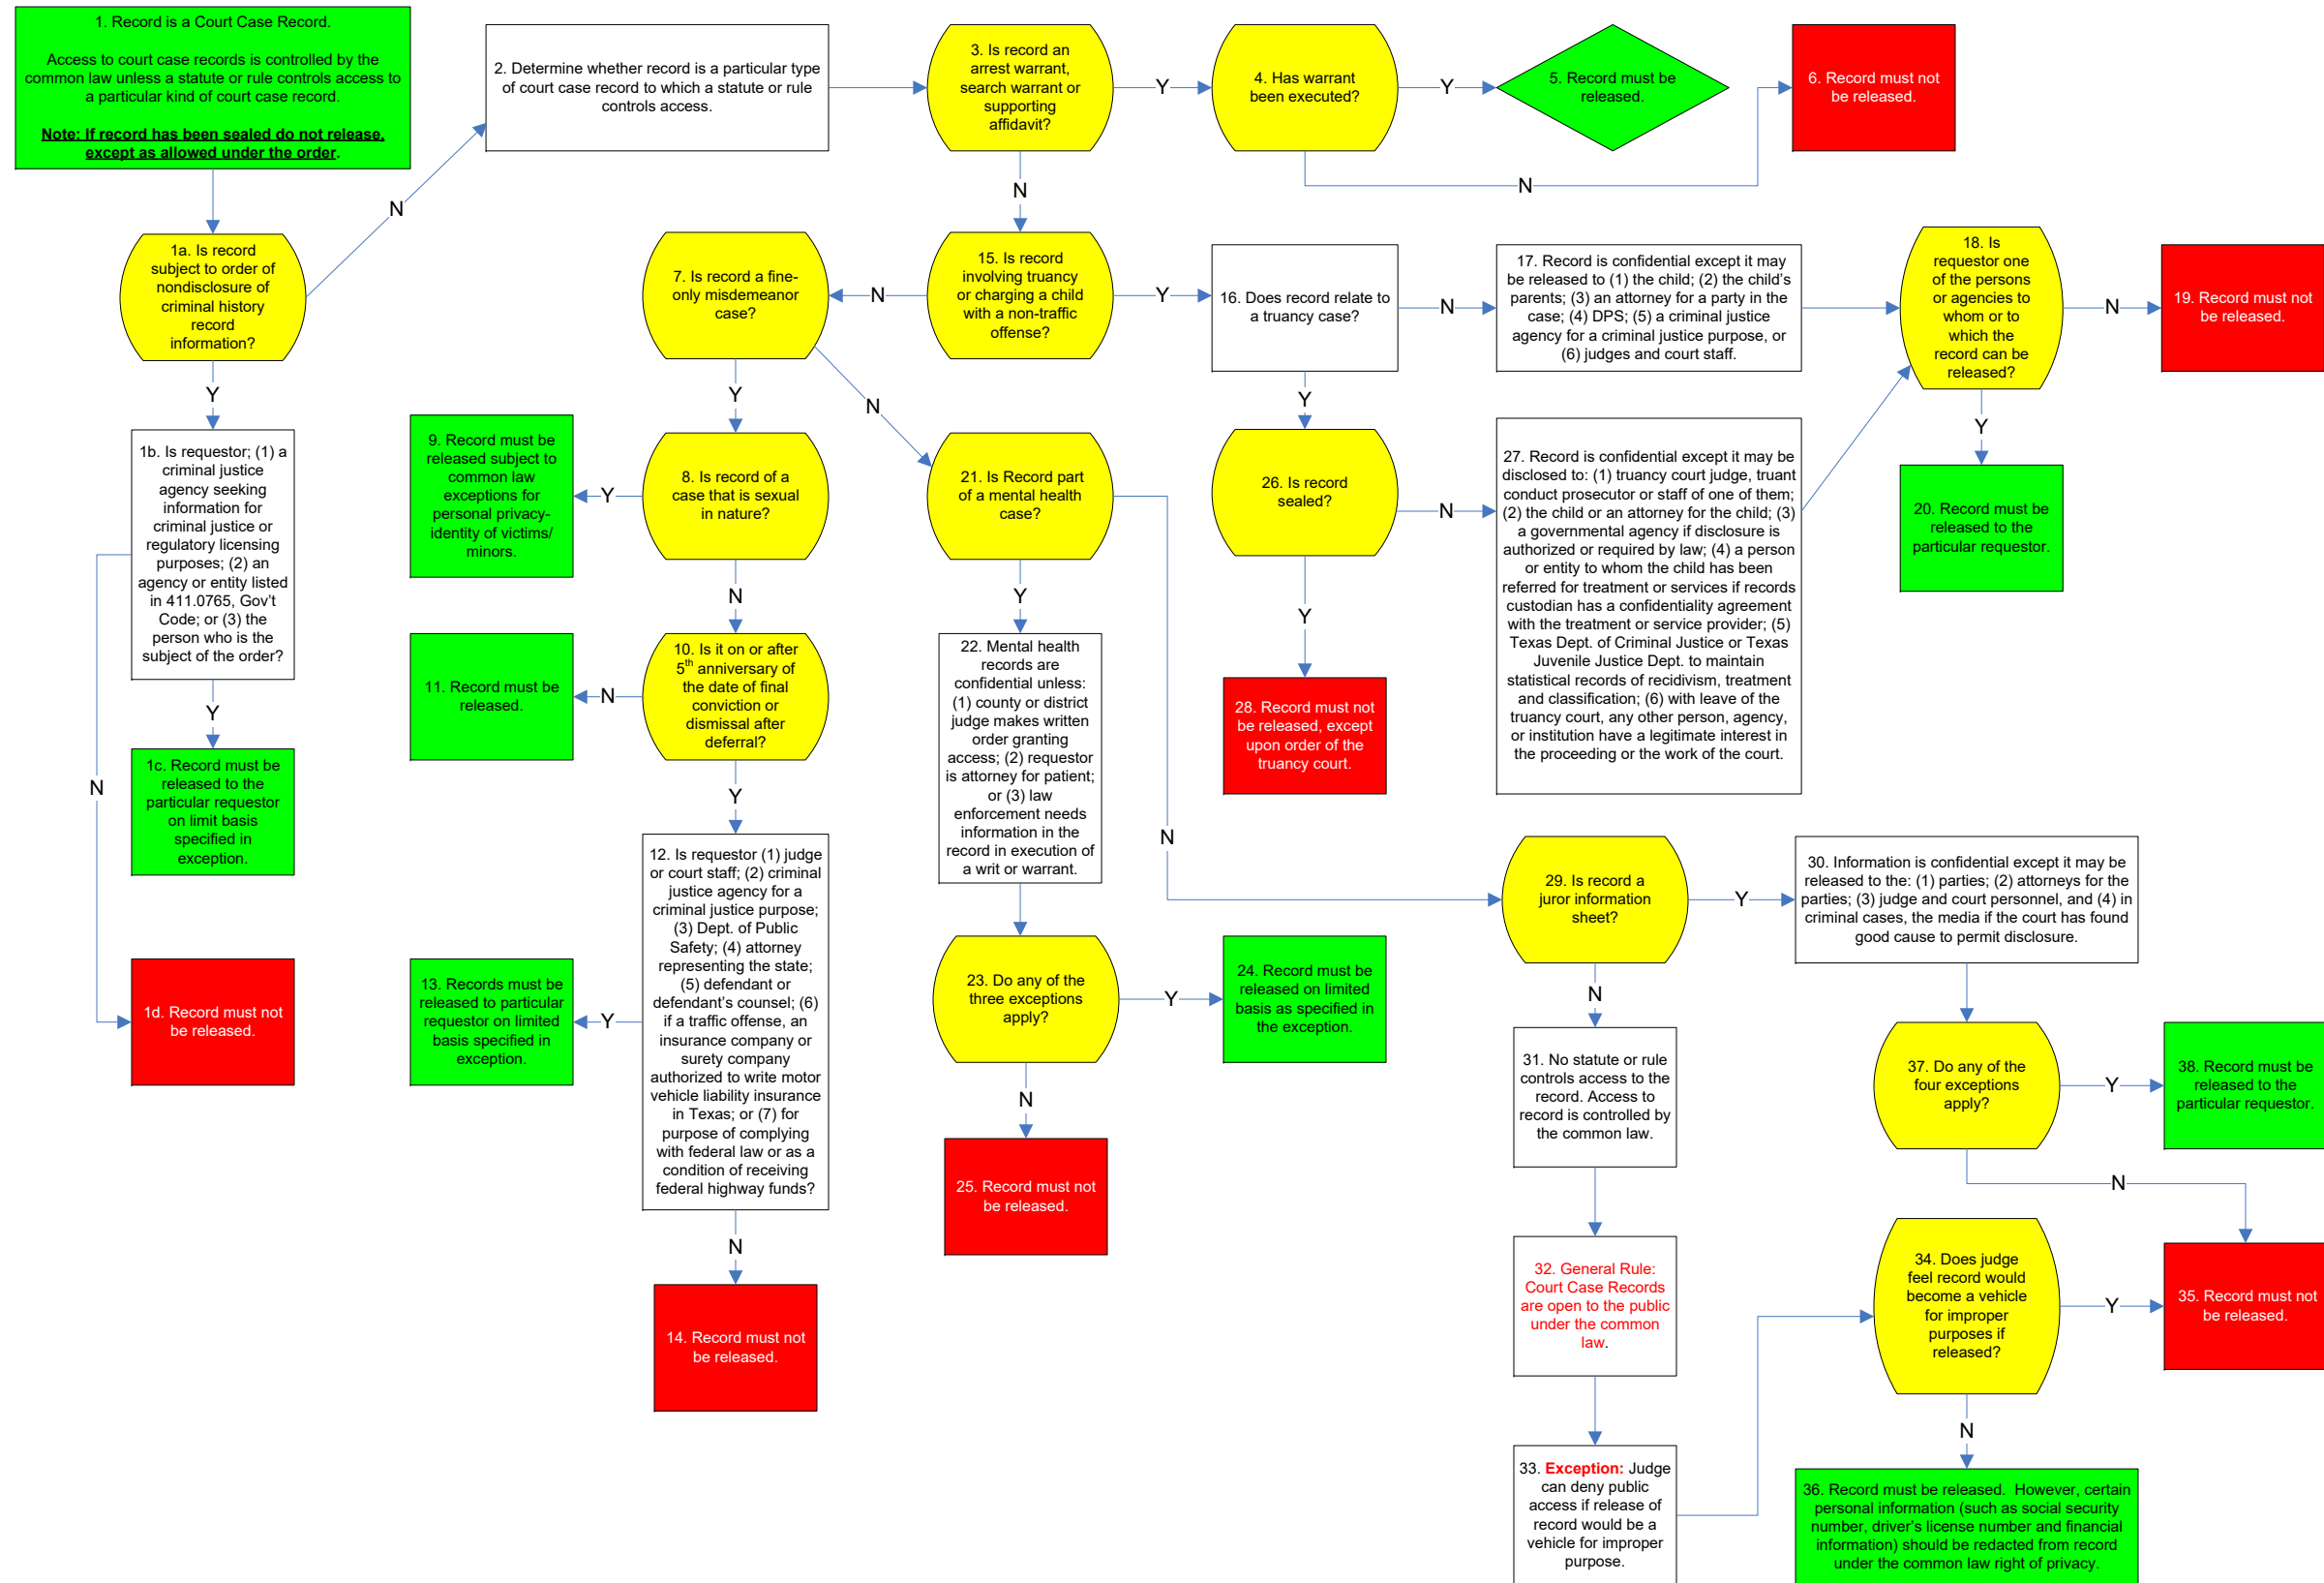 1. Record is a Court Case Record.
Access to court case records is controlled by the
common law unless a statute or rule controls access to
a particular kind of court case record.
Note: If record has been sealed do not release,
except as allowed under the order.
2. Determine whether record is a particular type
of court case record to which a statute or rule
controls access.
3. Is record an
arrest warrant,
search warrant or
supporting
affidavit?
Y
4. Has warrant
been executed?
Y
5. Record must be
released.
6. Record must not
be released.
N
N
N
1a. Is record
subject to order of
nondisclosure of
criminal history
record
information?
7. Is record a fine-
only misdemeanor
case?
N
15. Is record
involving truancy
or charging a child
with a non-traffic
offense?
Y
16. Does record relate to
a truancy case?
N
17. Record is confidential except it may
be released to (1) the child; (2) the child's
parents; (3) an attorney for a party in the
case; (4) DPS; (5) a criminal justice
agency for a criminal justice purpose, or
(6) judges and court staff.
18. Is
requestor one
of the persons
or agencies to
whom or to
which the
record can be
released?
N
19. Record must not
be released.
Y
Y
N
Y
Y
1b. Is requestor; (1) a
criminal justice
agency seeking
information for
criminal justice or
regulatory licensing
purposes; (2) an
agency or entity listed
in 411.0765, Gov't
Code; or (3) the
person who is the
subject of the order?
9. Record must be
released subject to
common law
exceptions for
personal privacy-
identity of victims/
minors.
Y
8. Is record of a
case that is sexual
in nature?
21. Is Record part
of a mental health
case?
26. Is record
sealed?
N
27. Record is confidential except it may be
disclosed to: (1) truancy court judge, truant
conduct prosecutor or staff of one of them;
(2) the child or an attorney for the child; (3)
a governmental agency if disclosure is
authorized or required by law; (4) a person
or entity to whom the child has been
referred for treatment or services if records
custodian has a confidentiality agreement
with the treatment or service provider; (5)
Texas Dept. of Criminal Justice or Texas
Juvenile Justice Dept. to maintain
statistical records of recidivism, treatment
and classification; (6) with leave of the
truancy court, any other person, agency,
or institution have a legitimate interest in
the proceeding or the work of the court.
20. Record must be
released to the
particular requestor.
N
Y
Y
11. Record must be
released.
N
10. Is it on or after
5th anniversary of
the date of final
conviction or
dismissal after
deferral?
22. Mental health
records are
confidential unless:
(1) county or district
judge makes written
order granting
access; (2) requestor
is attorney for patient;
or (3) law
enforcement needs
information in the
record in execution of
a writ or warrant.
28. Record must not
be released, except
upon order of the
truancy court.
Y
1c. Record must be
released to the
particular requestor
on limit basis
specified in
exception.
N
Y
N
12. Is requestor (1) judge
or court staff; (2) criminal
justice agency for a
criminal justice purpose;
(3) Dept. of Public
Safety; (4) attorney
representing the state;
(5) defendant or
defendant's counsel; (6)
if a traffic offense, an
insurance company or
surety company
authorized to write motor
vehicle liability insurance
in Texas; or (7) for
purpose of complying
with federal law or as a
condition of receiving
federal highway funds?
29. Is record a
juror information
sheet?
Y
30. Information is confidential except it may be
released to the: (1) parties; (2) attorneys for the
parties; (3) judge and court personnel, and (4) in
criminal cases, the media if the court has found
good cause to permit disclosure.
1d. Record must not
be released.
13. Records must be
released to particular
requestor on limited
basis specified in
exception.
Y
23. Do any of the
three exceptions
apply?
Y
24. Record must be
released on limited
basis as specified in
the exception.
N
N
31. No statute or rule
controls access to the
record. Access to
record is controlled by
the common law.
37. Do any of the
four exceptions
apply?
Y
38. Record must be
released to the
particular requestor.
25. Record must not
be released.
N
N
14. Record must not
be released.
32. General Rule:
Court Case Records
are open to the public
under the common
law.
34. Does judge
feel record would
become a vehicle
for improper
purposes if
released?
Y
35. Record must not
be released.
N
33. Exception: Judge
can deny public
access if release of
record would be a
vehicle for improper
purpose.
36. Record must be released. However, certain
personal information (such as social security
number, driver's license number and financial
information) should be redacted from record
under the common law right of privacy.